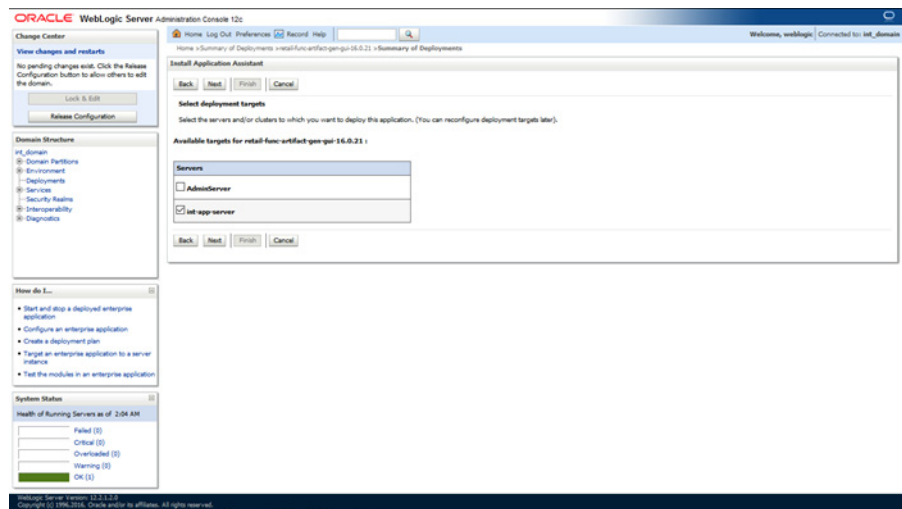 ORACLE WebLogic Server Administration Console 12c
Change Center
View changes and restarts
No pending changes exist. Click the Release
Configuration button to allow others to edit
the domain.
Lock & Edit
Release Configuration
Domain Structure
int_domain
Domain Partitions
Environment
Deployments
Services
Security Realms
Interoperability
Diagnostics
How do I...
Start and stop a deployed enterprise
application
Configure an enterprise application
Create a deployment plan
Target an enterprise application to a server
instance
Test the modules in an enterprise application
System Status
Health of Running Servers as of 2:04 AM
Failed (0)
Critical (0)
Overloaded (0)
Warning (0)
OK (1)
Home Log Out Preferences Record Help
Welcome, weblogic Connected to: int_domain
Home >Summary of Deployments >retail-func-artifact-gen-gui-16.0.21 >Summary of Deployments
Install Application Assistant
Back Next Finish Cancel
Select deployment targets
Select the servers and/or clusters to which you want to deploy this application. (You can reconfigure deployment targets later).
Available targets for retail-func-artifact-gen-gui-16.0.21 :
Servers
AdminServer
int-app-server
Back Next Finish Cancel
WebLogic Server Version: 12.2.1.2.0
Copyright (c) 1996,2016, Oracle and/or its affiliates. All rights reserved.